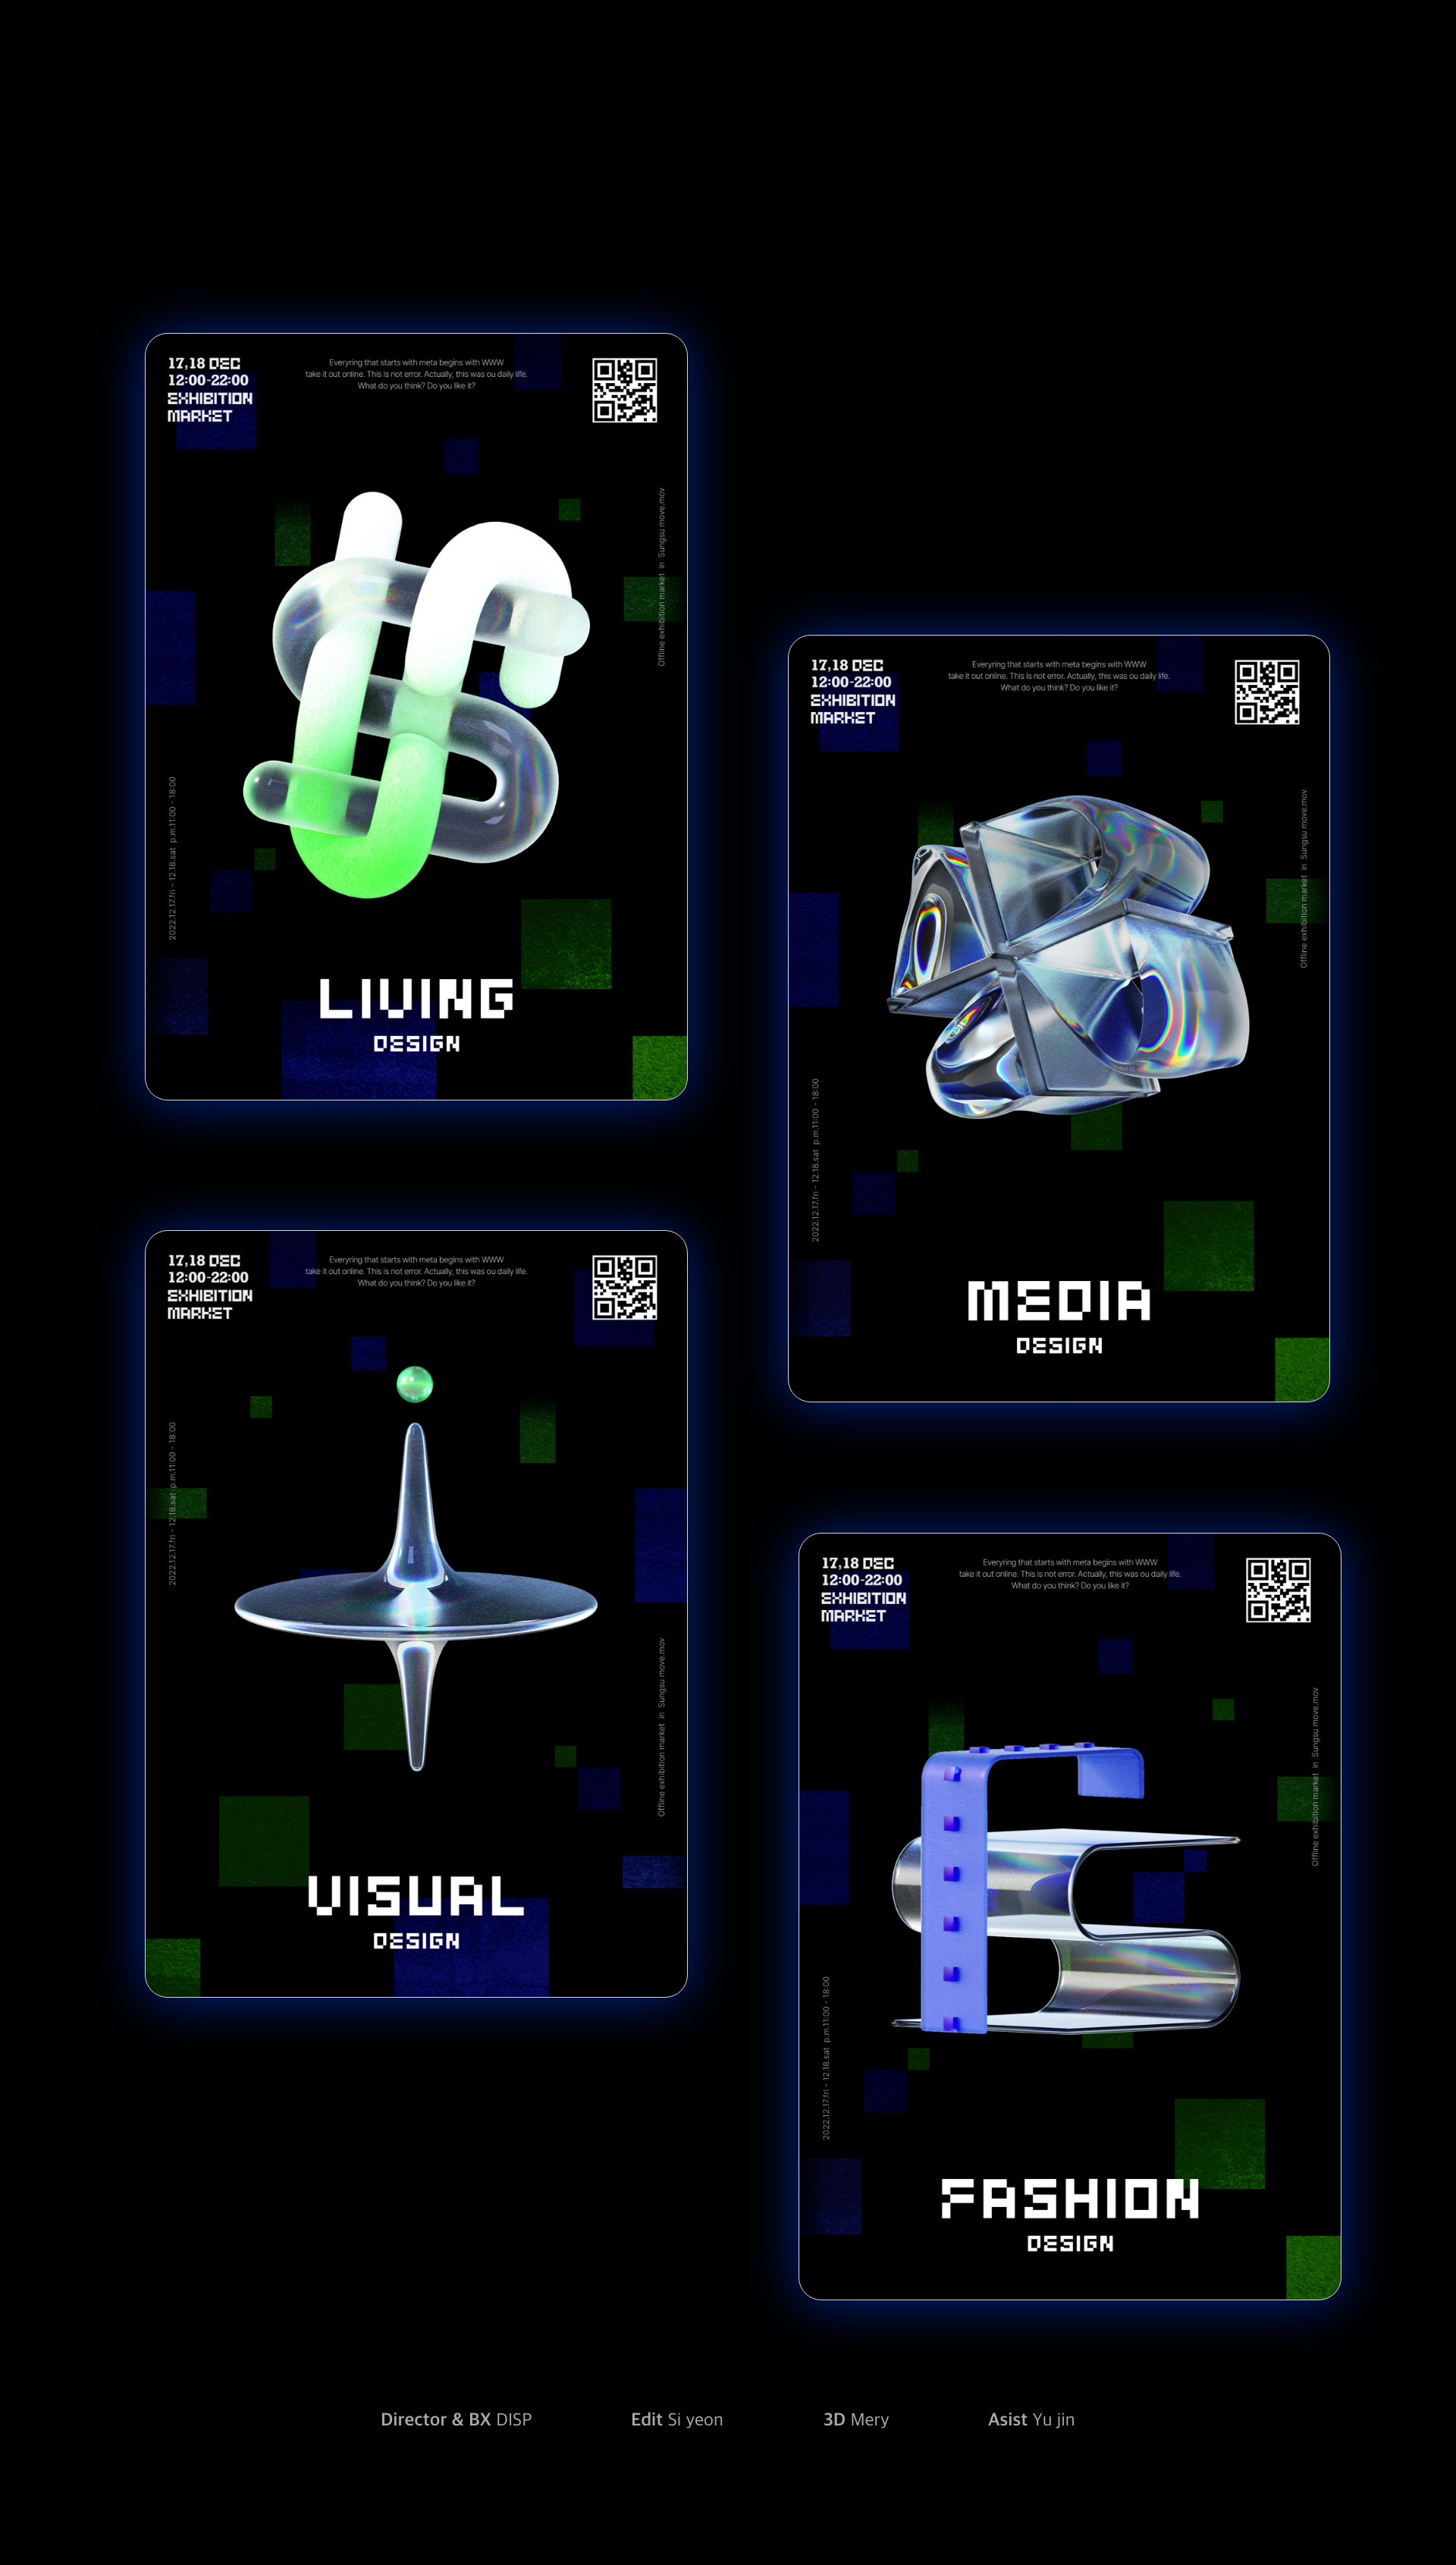 17,18 DEC
12:00-22:00
EXHIBITION
MARKET
Everyring that starts with meta begins with WWW
take it out online. This is not error. Actually, this was ou daily life.
What do you think? Do you like it?
Offline exhibition market in Sungsu move.mov
2022.12.17.fri - 12.18.sat p.m.11:00 - 18:00
LIVING
DESIGN
17,18 DEC
12:00-22:00
EXHIBITION
MARKET
Everyring that starts with meta begins with WWW
take it out online. This is not error. Actually, this was ou daily life.
What do you think? Do you like it?
Offline exhibition market in Sungsu move.mov
2022.12.17.fri - 12.18.sat p.m.11:00 - 18:00
MEDIA
DESIGN
17,18 DEC
12:00-22:00
EXHIBITION
MARKET
Everyring that starts with meta begins with WWW
take it out online. This is not error. Actually, this was ou daily life.
What do you think? Do you like it?
2022.12.17.fri - 12.18.sat p.m.11:00 - 18:00
Offline exhibition market in Sungsu move.mov
VISUAL
DESIGN
17,18 DEC
12:00-22:00
EXHIBITION
MARKET
Everyring that starts with meta begins with WWW
take it out online. This is not error. Actually, this was ou daily life.
What do you think? Do you like it?
Offline exhibition market in Sungsu move.mov
2022.12.17.fri - 12.18.sat p.m.11:00 - 18:00
FASHION
DESIGN
Director & BX DISP
Edit Si yeon
3D Mery
Asist Yu jin